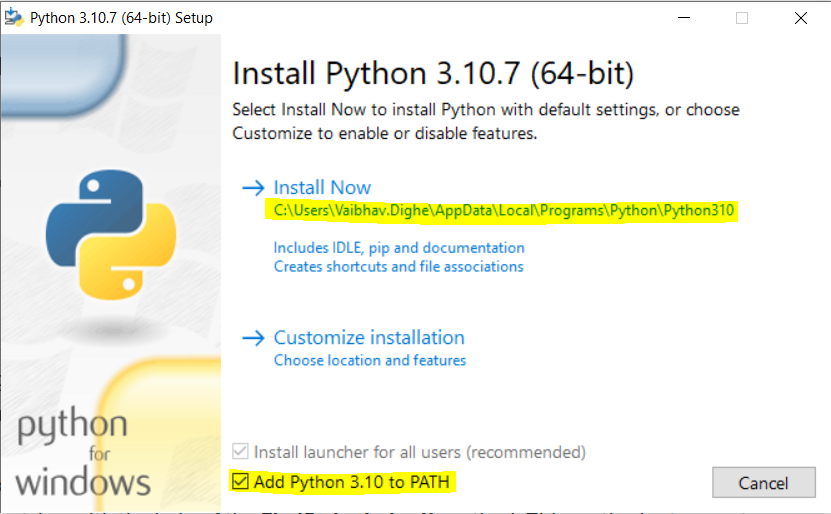 Python 3.10.7 (64-bit) Setup
Install Python 3.10.7 (64-bit)
Select Install Now to install Python with default settings, or choose
Customize to enable or disable features.
Install Now
C:\Users\Vaibhav.Dighe\AppData\Local\Programs\Python\Python310
Includes IDLE, pip and documentation
Creates shortcuts and file associations
Customize installation
Choose location and features
python
for
windows
Install launcher for all users (recommended)
Add Python 3.10 to PATH
Cancel